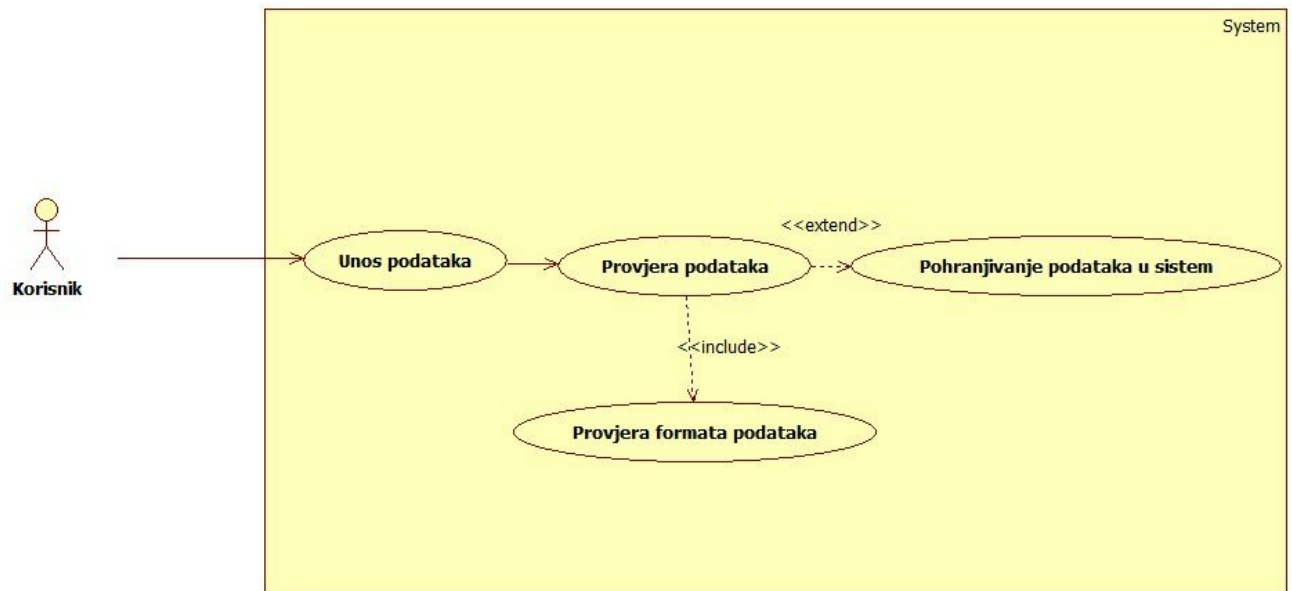 System
<<extend>>
Unos podataka
Provjera podataka
Pohranjivanje podataka u sistem
Korisnik
<<include>>
Provjera formata podataka